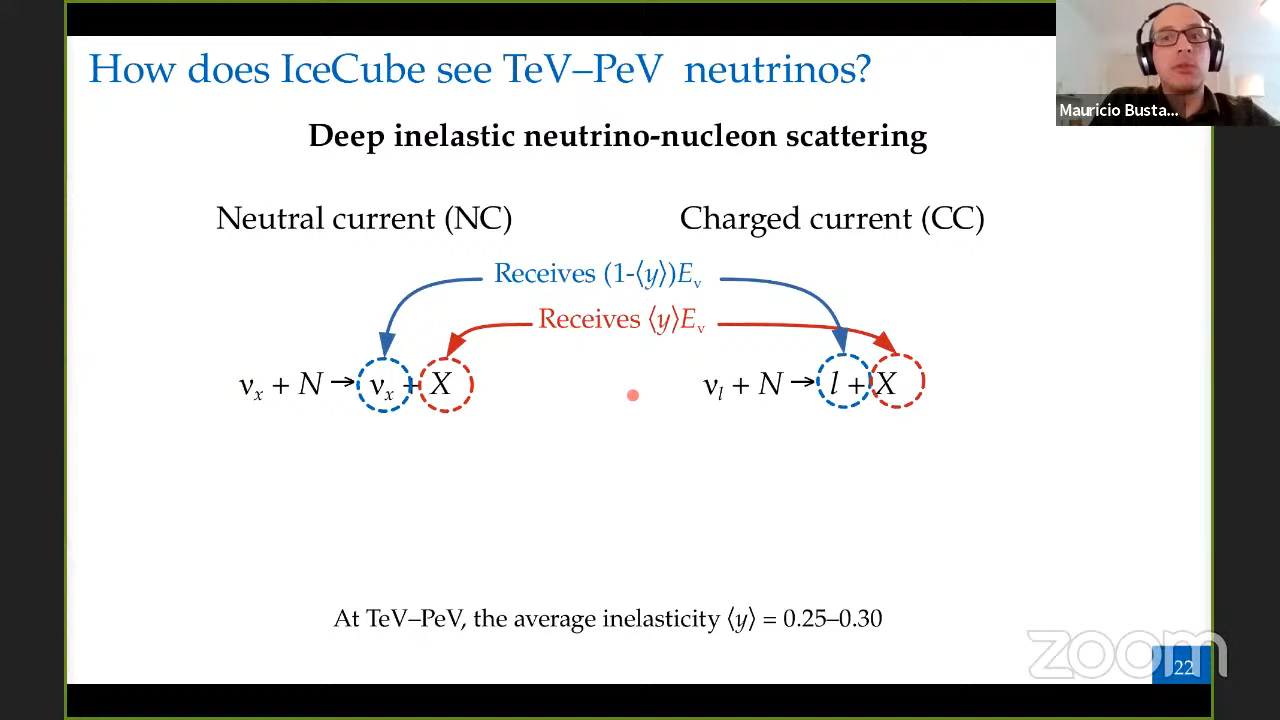 How does IceCube see TeV–PeV neutrinos?
Mauricio Busta...
Deep inelastic neutrino-nucleon scattering
Neutral current (NC)
Charged current (CC)
Receives (1-⟨y⟩)Eᵥ
Receives ⟨y⟩Eᵥ
νₓ + N → νₓ + X
νₗ + N → l + X
At TeV–PeV, the average inelasticity ⟨y⟩ = 0.25–0.30
zoom
22